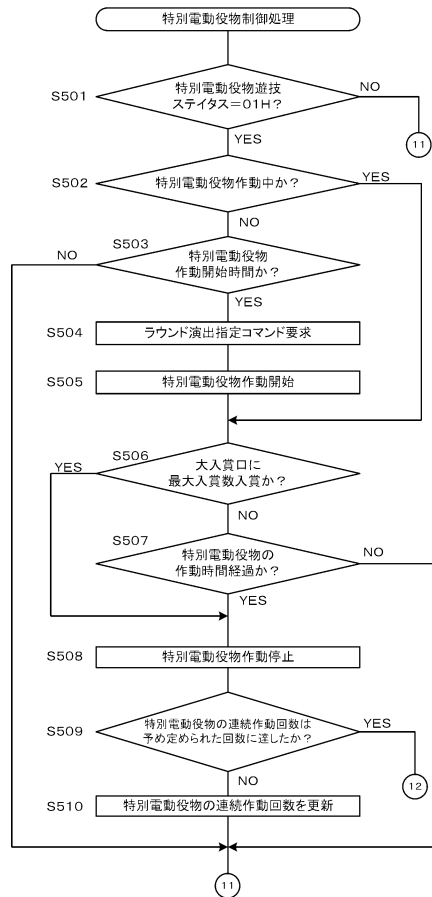 特別電動役物制御処理
S501
特別電動役物遊技
ステイタス=01H?
NO
11
YES
S502
特別電動役物作動中か?
YES
NO
S503
NO
特別電動役物
作動開始時間か?
YES
S504
ラウンド演出指定コマンド要求
S505
特別電動役物作動開始
S506
YES
大入賞口に
最大入賞数入賞か?
NO
S507
特別電動役物の
作動時間経過か?
NO
YES
S508
特別電動役物作動停止
S509
特別電動役物の連続作動回数は
予め定められた回数に達したか?
YES
12
NO
S510
特別電動役物の連続作動回数を更新
11